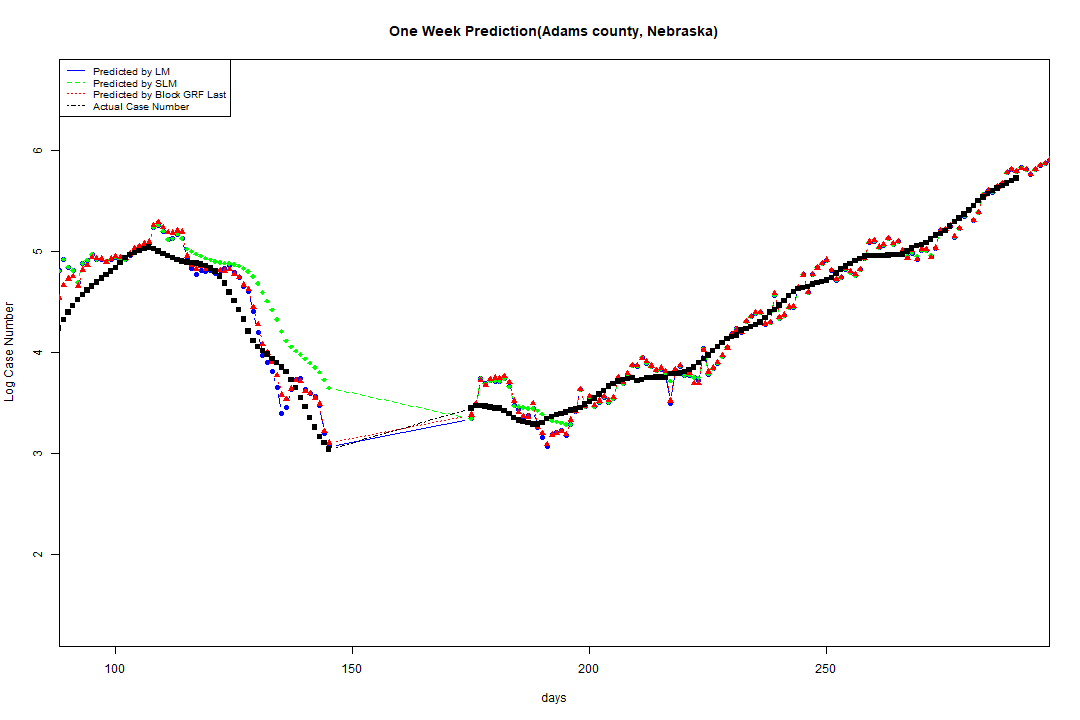 One Week Prediction(Adams county, Nebraska)
Predicted by LM
Predicted by SLM
Predicted by Block GRF Last
Actual Case Number
Log Case Number
6
5
4
3
2
100 150 200 250
days